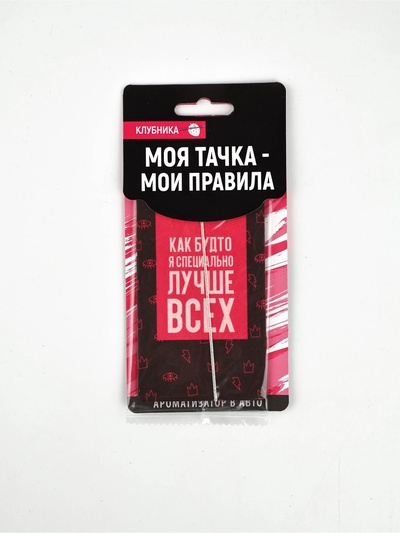 КЛУБНИКА
МОЯ ТАЧКА -
МОИ ПРАВИЛА
КАК БУДТО
Я СПЕЦИАЛЬНО
ЛУЧШЕ
ВСЕХ
АРОМАТИЗАТОР В АВТО